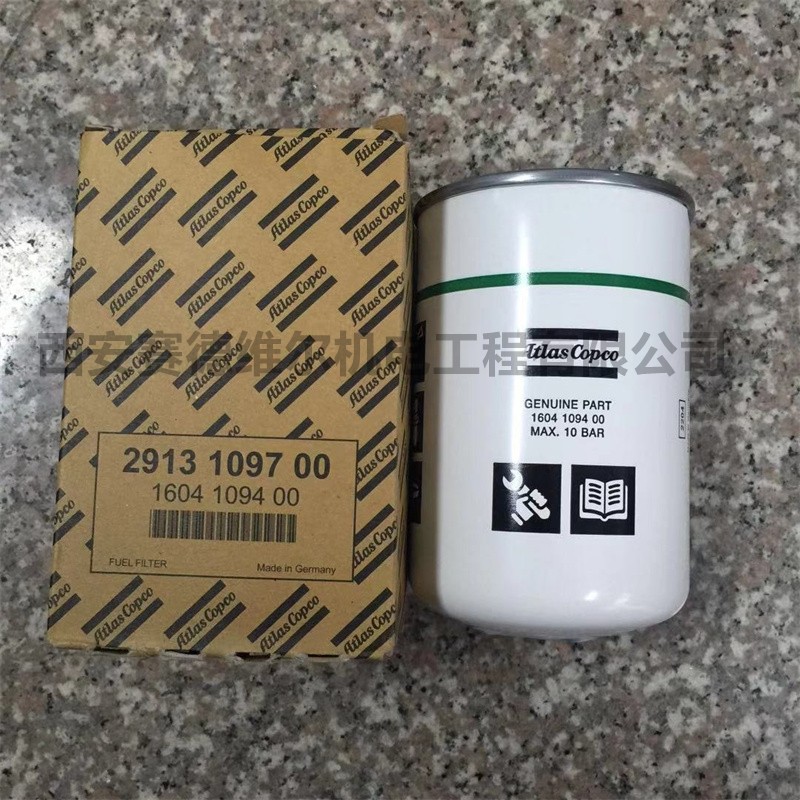 Atlas Copco
西安赛德维尔机电工程有限公司
2913 1097 00
1604 1094 00
FUEL FILTER
Made in Germany
Atlas Copco
GENUINE PART
1604 1094 00
MAX. 10 BAR
2204